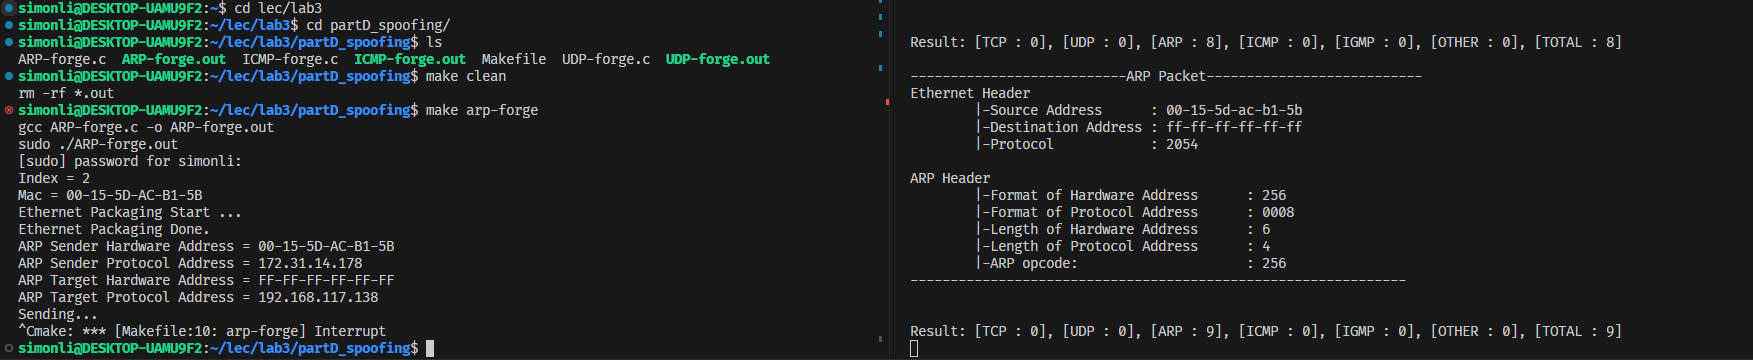 simonli@DESKTOP-UAMU9F2:~$ cd lec/lab3
simonli@DESKTOP-UAMU9F2:~/lec/lab3$ cd partD_spoofing/
simonli@DESKTOP-UAMU9F2:~/lec/lab3/partD_spoofing$ ls
ARP-forge.c  ARP-forge.out  ICMP-forge.c  ICMP-forge.out  Makefile  UDP-forge.c  UDP-forge.out
simonli@DESKTOP-UAMU9F2:~/lec/lab3/partD_spoofing$ make clean
rm -rf *.out
simonli@DESKTOP-UAMU9F2:~/lec/lab3/partD_spoofing$ make arp-forge
gcc ARP-forge.c -o ARP-forge.out
sudo ./ARP-forge.out
[sudo] password for simonli:
Index = 2
Mac = 00-15-5D-AC-B1-5B
Ethernet Packaging Start ...
Ethernet Packaging Done.
ARP Sender Hardware Address = 00-15-5D-AC-B1-5B
ARP Sender Protocol Address = 172.31.14.178
ARP Target Hardware Address = FF-FF-FF-FF-FF-FF
ARP Target Protocol Address = 192.168.117.138
Sending...
^Cmake: *** [Makefile:10: arp-forge] Interrupt
simonli@DESKTOP-UAMU9F2:~/lec/lab3/partD_spoofing$
Result: [TCP : 0], [UDP : 0], [ARP : 8], [ICMP : 0], [IGMP : 0], [OTHER : 0], [TOTAL : 8]
---------------------------ARP Packet---------------------------
Ethernet Header
|-Source Address      : 00-15-5d-ac-b1-5b
|-Destination Address : ff-ff-ff-ff-ff-ff
|-Protocol            : 2054
ARP Header
|-Format of Hardware Address      : 256
|-Format of Protocol Address      : 0008
|-Length of Hardware Address      : 6
|-Length of Protocol Address      : 4
|-ARP opcode:                     : 256
--------------------------------------------------------------
Result: [TCP : 0], [UDP : 0], [ARP : 9], [ICMP : 0], [IGMP : 0], [OTHER : 0], [TOTAL : 9]